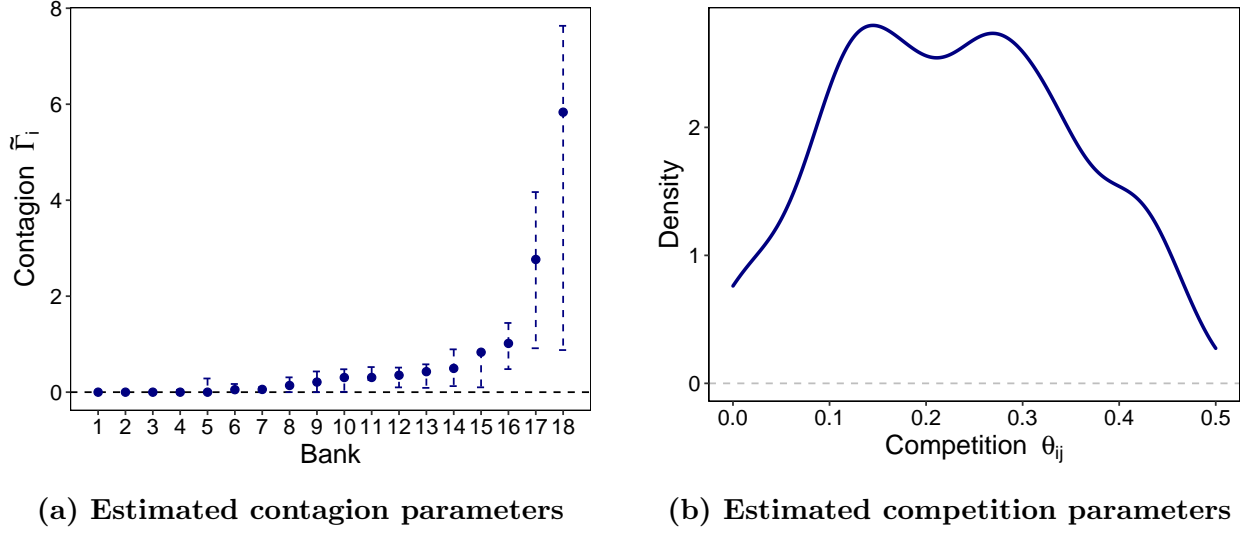 8
6
4
2
0
Contagion Γ̃ᵢ
1 2 3 4 5 6 7 8 9 10 11 12 13 14 15 16 17 18
Bank
(a) Estimated contagion parameters
2
1
0
Density
0.0 0.1 0.2 0.3 0.4 0.5
Competition θᵢⱼ
(b) Estimated competition parameters